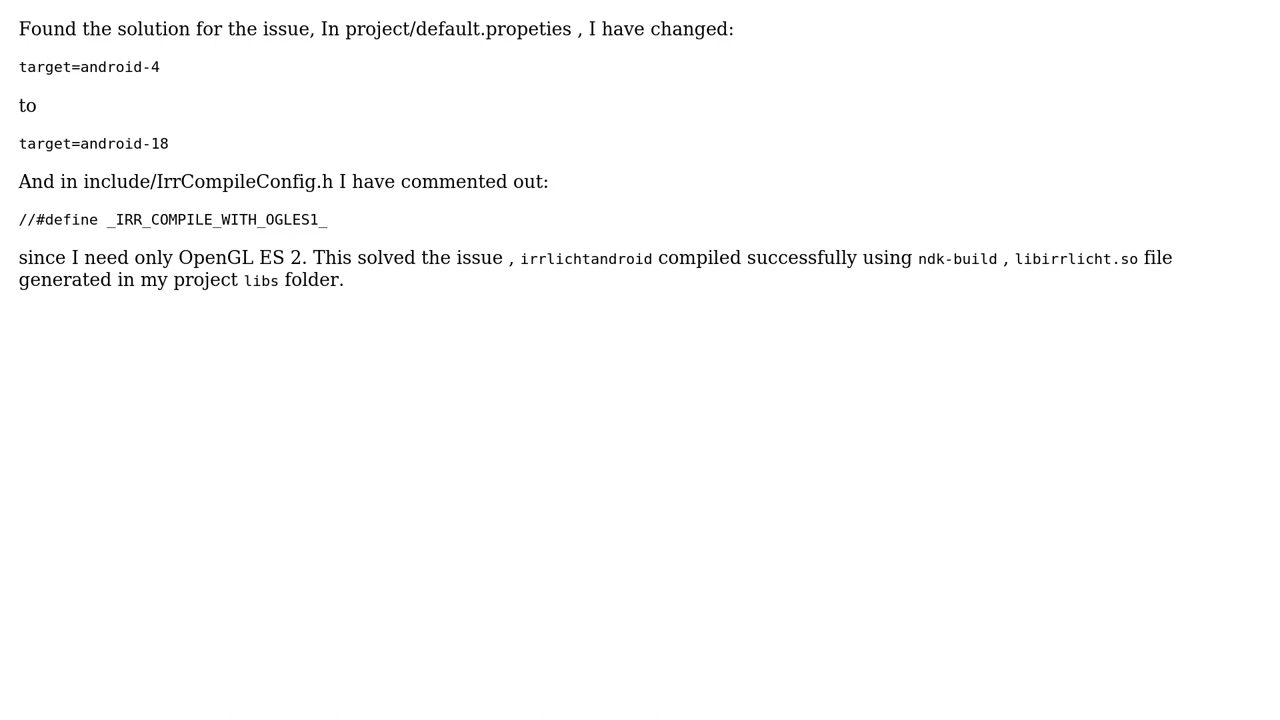 Found the solution for the issue, In project/default.propeties , I have changed:
target=android-4
to
target=android-18
And in include/IrrCompileConfig.h I have commented out:
//#define _IRR_COMPILE_WITH_OGLES1_
since I need only OpenGL ES 2. This solved the issue , irrlichtandroid compiled successfully using ndk-build , libirrlicht.so file
generated in my project libs folder.